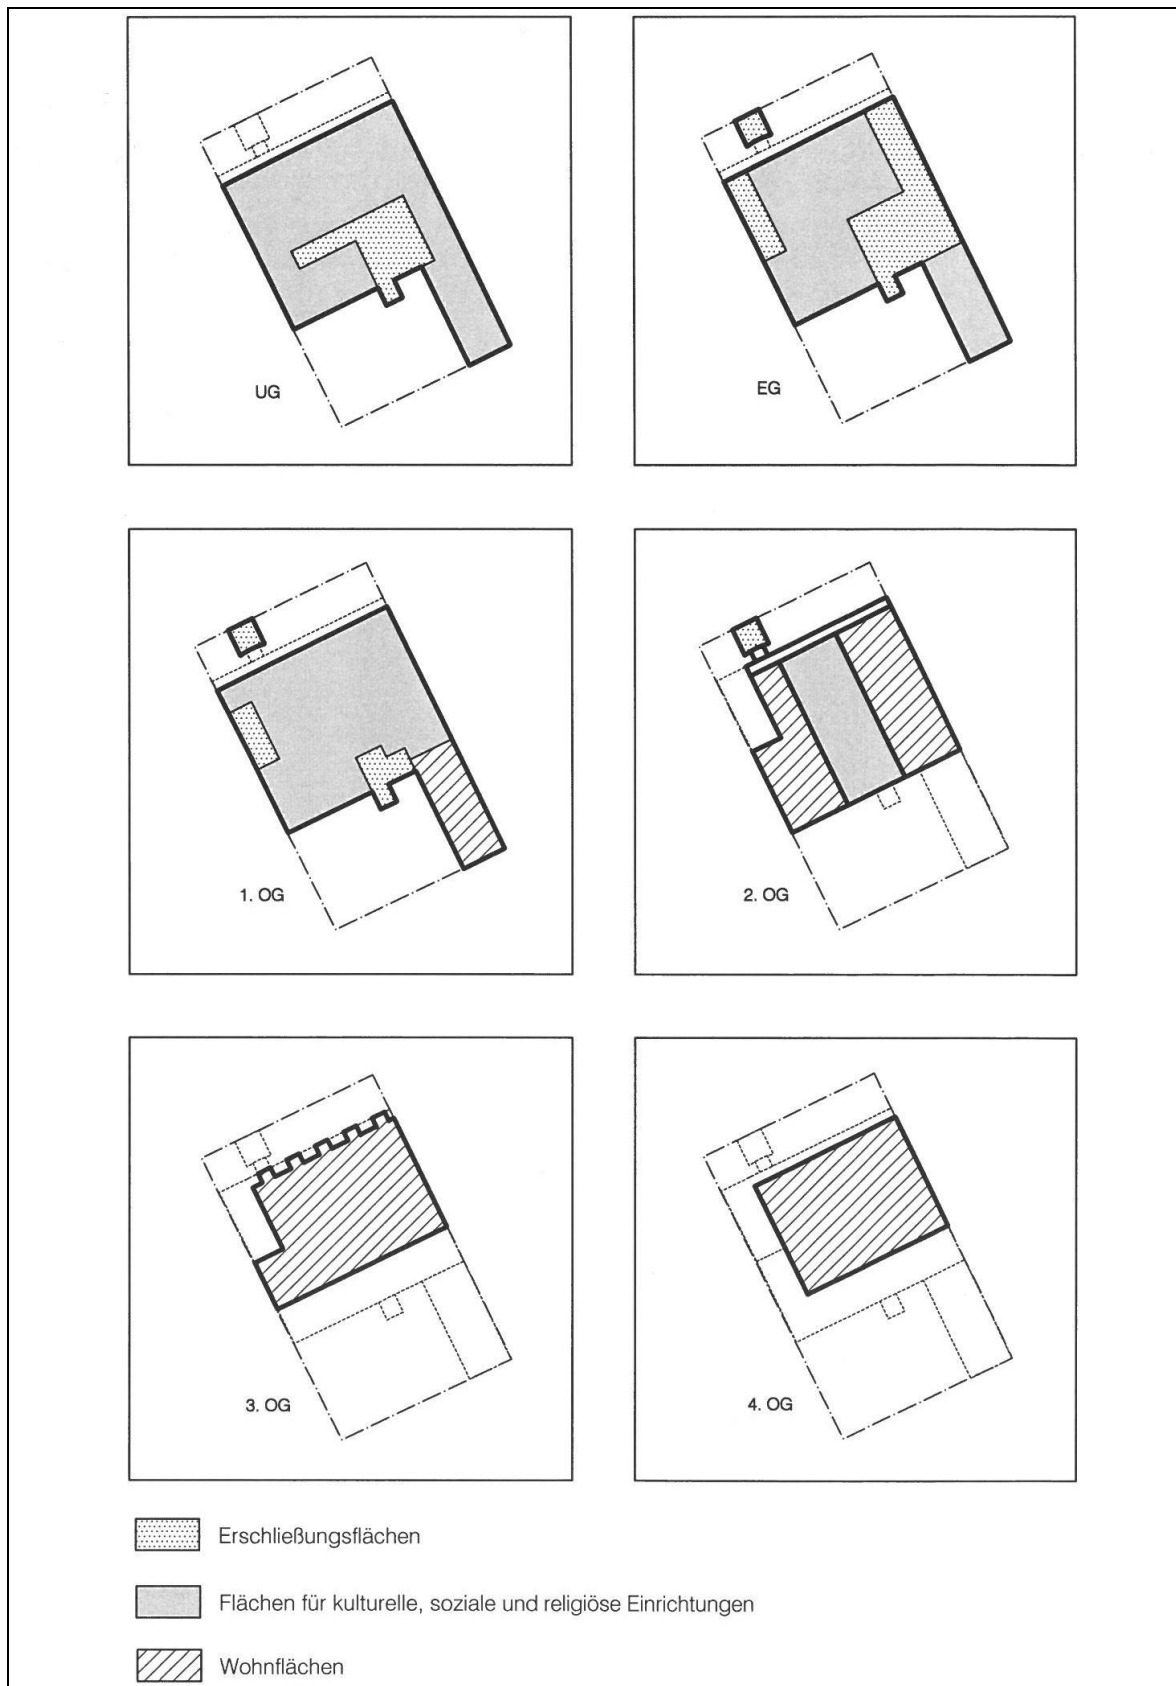 UG
EG
1. OG
2. OG
3. OG
4. OG
Erschließungsflächen
Flächen für kulturelle, soziale und religiöse Einrichtungen
Wohnflächen